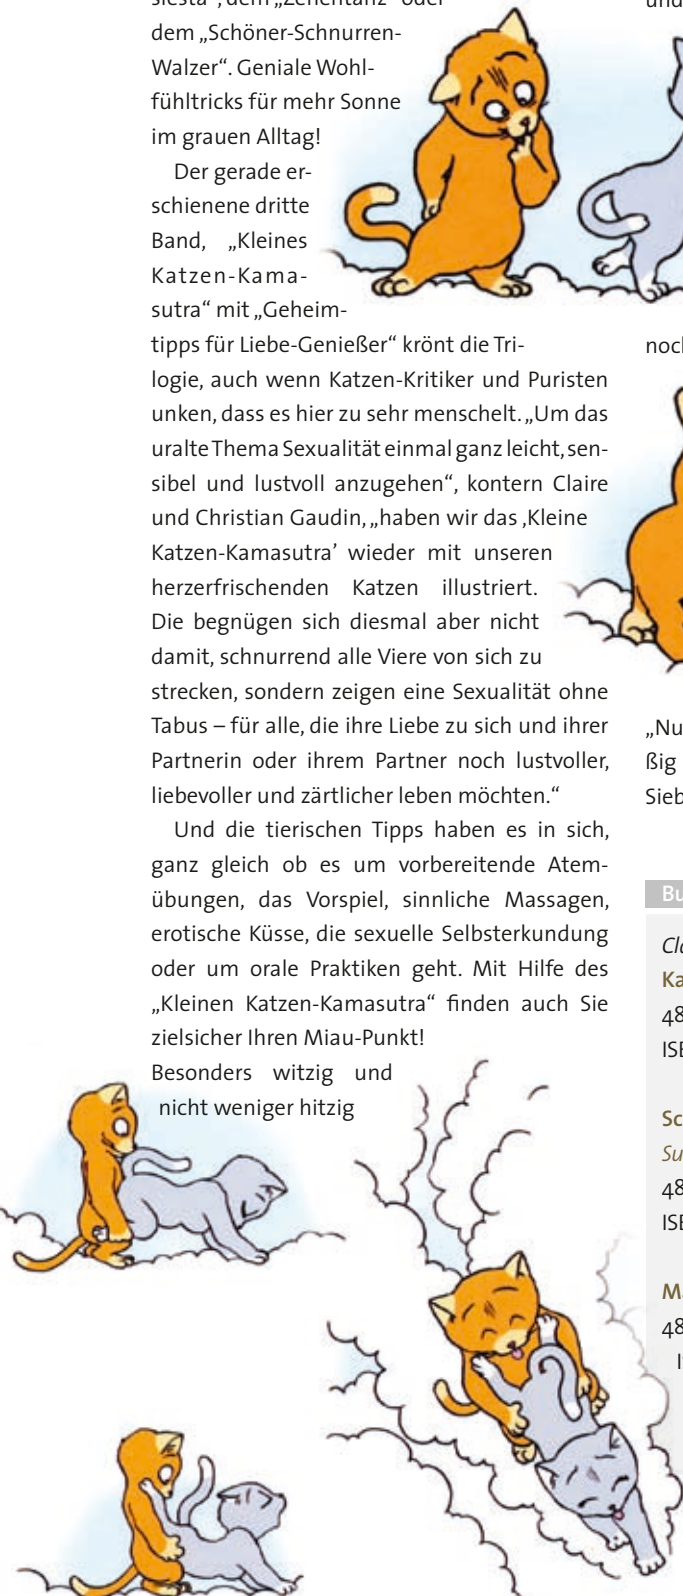 dem „Schöner-Schnurren-
Walzer“. Geniale Wohl-
fühltricks für mehr Sonne
im grauen Alltag!
Der gerade er-
schienene dritte
Band, „Kleines
Katzen-Kama-
sutra“ mit „Geheim-
tipps für Liebe-Genießer“ krönt die Tri-
logie, auch wenn Katzen-Kritiker und Puristen
unken, dass es hier zu sehr menschelt. „Um das
uralte Thema Sexualität einmal ganz leicht, sen-
sibel und lustvoll anzugehen“, kontern Claire
und Christian Gaudin, „haben wir das ‚Kleine
Katzen-Kamasutra’ wieder mit unseren
herzerfrischenden Katzen illustriert.
Die begnügen sich diesmal aber nicht
damit, schnurrend alle Viere von sich zu
strecken, sondern zeigen eine Sexualität ohne
Tabus – für alle, die ihre Liebe zu sich und ihrer
Partnerin oder ihrem Partner noch lustvoller,
liebevoller und zärtlicher leben möchten.“
Und die tierischen Tipps haben es in sich,
ganz gleich ob es um vorbereitende Atem-
übungen, das Vorspiel, sinnliche Massagen,
erotische Küsse, die sexuelle Selbsterkundung
oder um orale Praktiken geht. Mit Hilfe des
„Kleinen Katzen-Kamasutra“ finden auch Sie
zielsicher Ihren Miau-Punkt!
Besonders witzig und
nicht weniger hitzig
„Nu
ßig
Sieb
Bu
Ka
48
Sc
Su
48
48